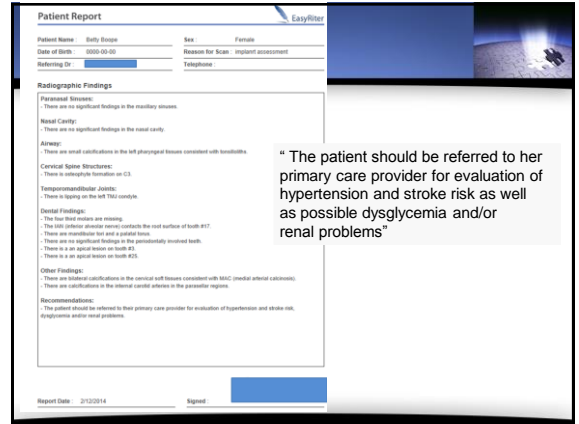 Patient Report
EasyRiter
Patient Name : Betty Boopa Sex : Female
Date of Birth : 0000-00-00 Reason for Scan : implant assessment
Referring Dr : Telephone :
Radiographic Findings
Paranasal Sinuses:
- There are no significant findings in the maxillary sinuses.
Nasal Cavity:
- There are no significant findings in the nasal cavity.
Airway:
- There are small calcifications in the left pharyngeal tissues consistent with tonsiloliths.
Cervical Spine Structures:
- There is osteophyte formation on C3.
Temporomandibular Joints:
- There is lipping on the left TMJ condyle.
Dental Findings:
- The four third molars are missing.
- The IAN (inferior alveolar nerve) contacts the root surface of tooth #17.
- There are mandibular tori and a palatal torus.
- There are no significant findings in the periodontally involved teeth.
- There is a an apical lesion on tooth #3.
- There is a an apical lesion on tooth #25.
Other Findings:
- There are bilateral calcifications in the cervical soft tissues consistent with MAC (medial arterial calcinosis).
- There are calcifications in the internal carotid arteries in the parasellar regions.
Recommendations:
- The patient should be referred to their primary care provider for evaluation of hypertension and stroke risk,
dysglycemia and/or renal problems.
Report Date : 2/12/2014 Signed :
“ The patient should be referred to her
primary care provider for evaluation of
hypertension and stroke risk as well
as possible dysglycemia and/or
renal problems”